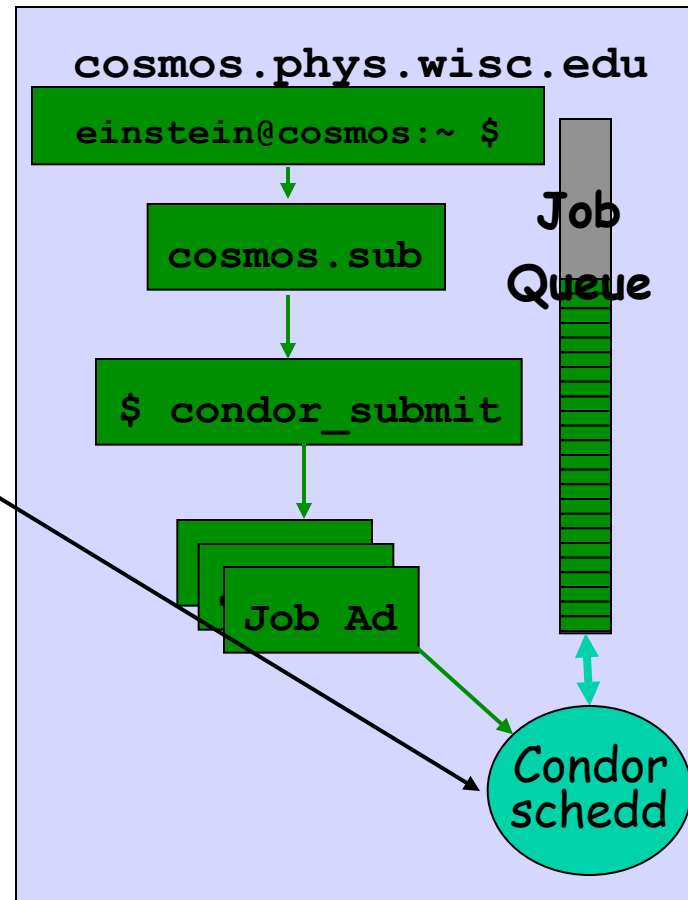 cosmos.phys.wisc.edu
einstein@cosmos:~ $
cosmos.sub
$ condor_submit
Job Ad
Job
Queue
Condor
schedd